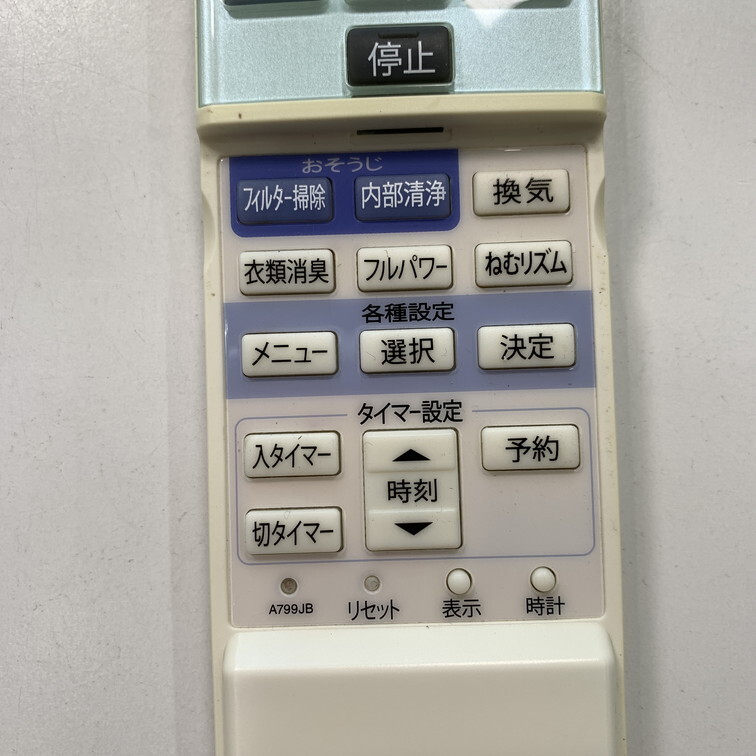 停止
おそうじ
フィルター掃除 内部清浄 換気
衣類消臭 フルパワー ねむリズム
各種設定
メニュー 選択 決定
タイマー設定
入タイマー 予約
時刻
切タイマー
A799JB リセット 表示 時計